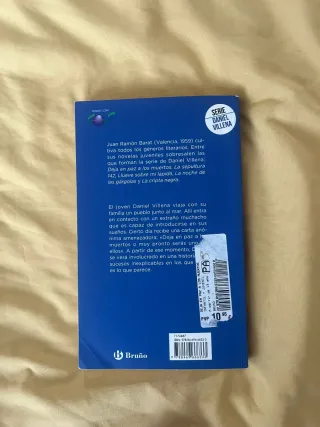 SERIE
DANIEL
VILLENA
Juan Ramón Barat (Valencia, 1959) cul-
tiva todos los géneros literarios. Entre
sus novelas juveniles sobresalen las
que forman la serie de Daniel Villena:
Deja en paz a los muertos, La sepultura
142, Llueve sobre mi lápida, La noche de
las gárgolas y La cripta negra.
El joven Daniel Villena viaja con su
familia a un pueblo junto al mar. Allí entra
en contacto con un extraño muchacho
que es capaz de introducirse en sus
sueños. Cierto día recibe una carta anó-
nima amenazadora: «Deja en paz a
muertos o muy pronto serás uno
ellos». A partir de ese momento, D
se verá involucrado en una historia
sucesos inexplicables en los que
es lo que parece.
PVP 10.95
Bruño